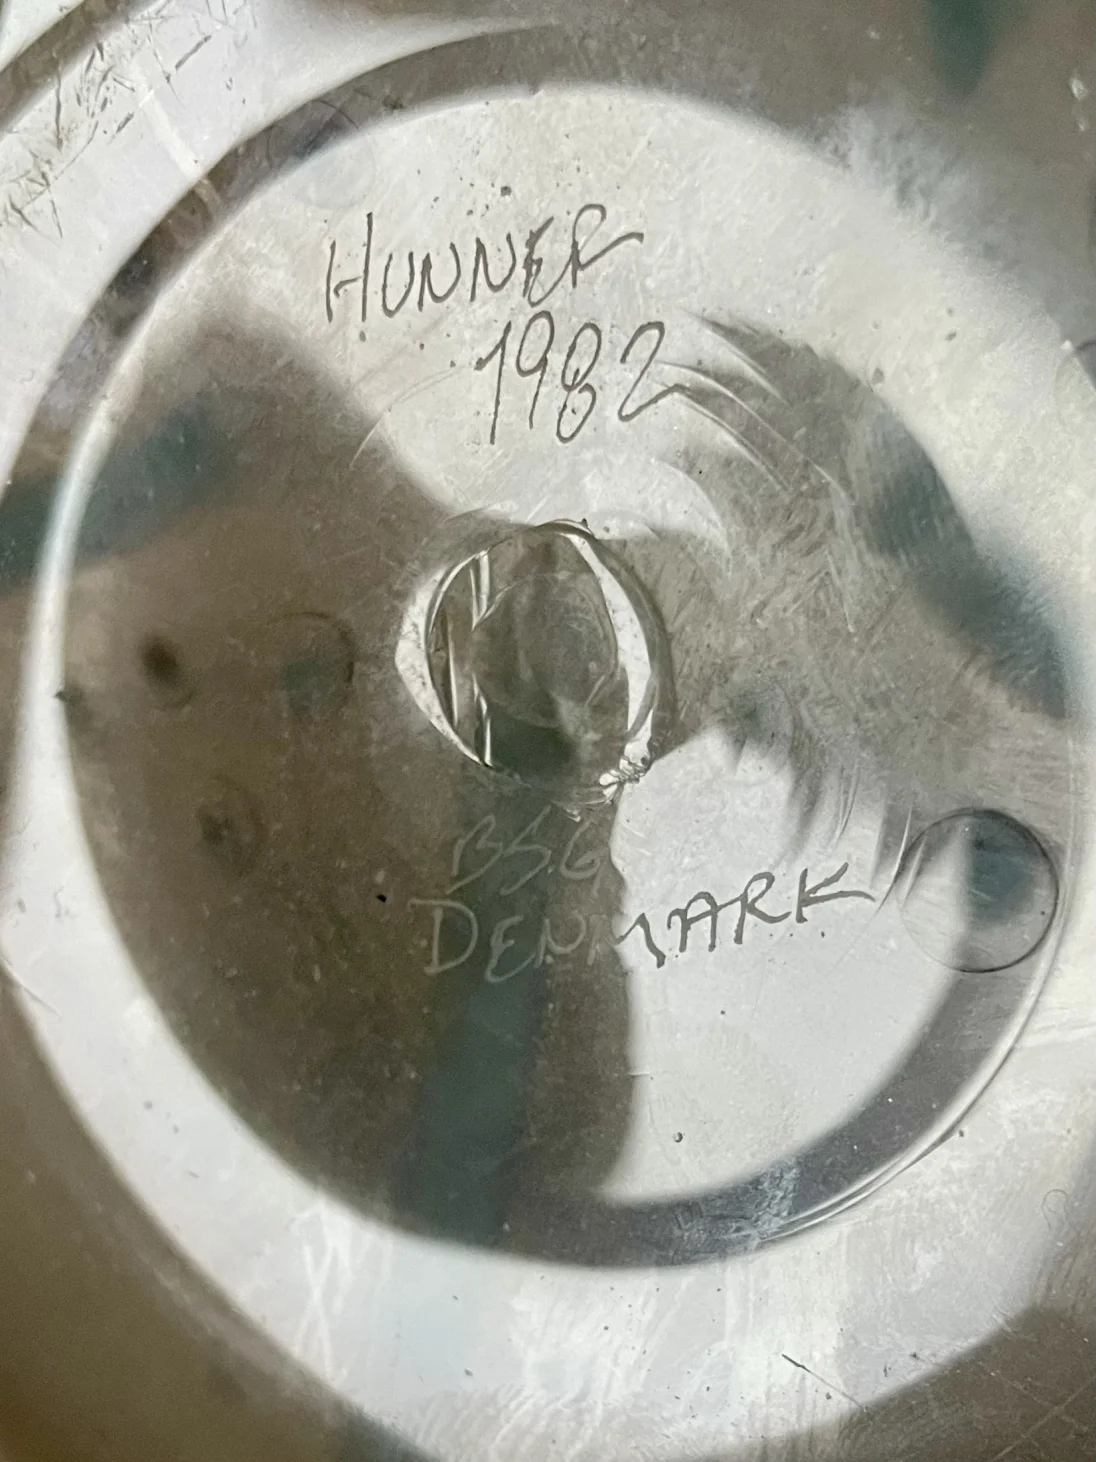 HUNNER
1982
BSG
DENMARK